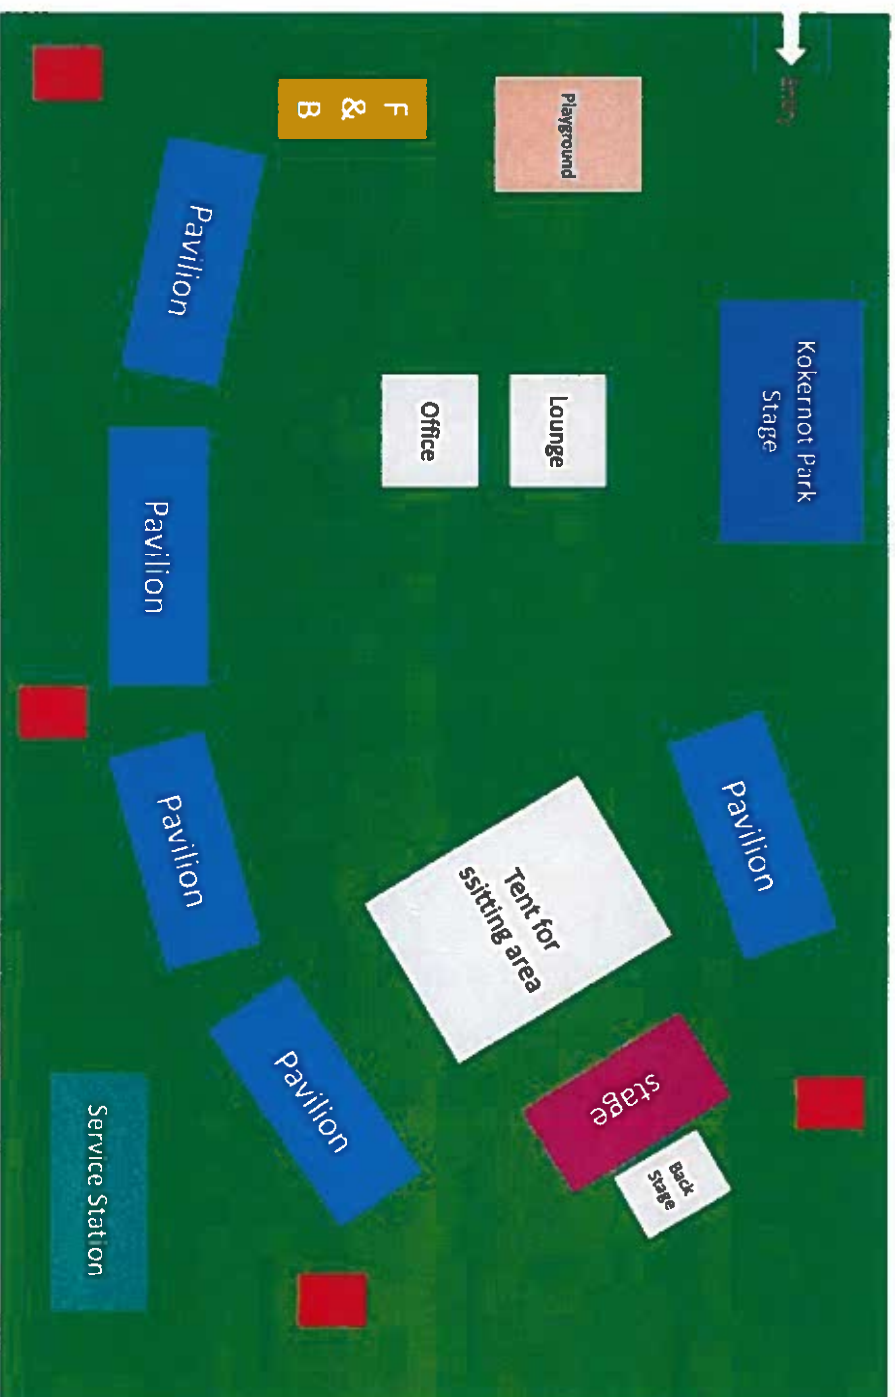 Entry
Kokernot Park
Stage
Pavilion
Playground
Lounge
Office
Tent for
ssitting area
stage
Back
Stage
F
&
B
Pavilion
Pavilion
Pavilion
Pavilion
Service Station